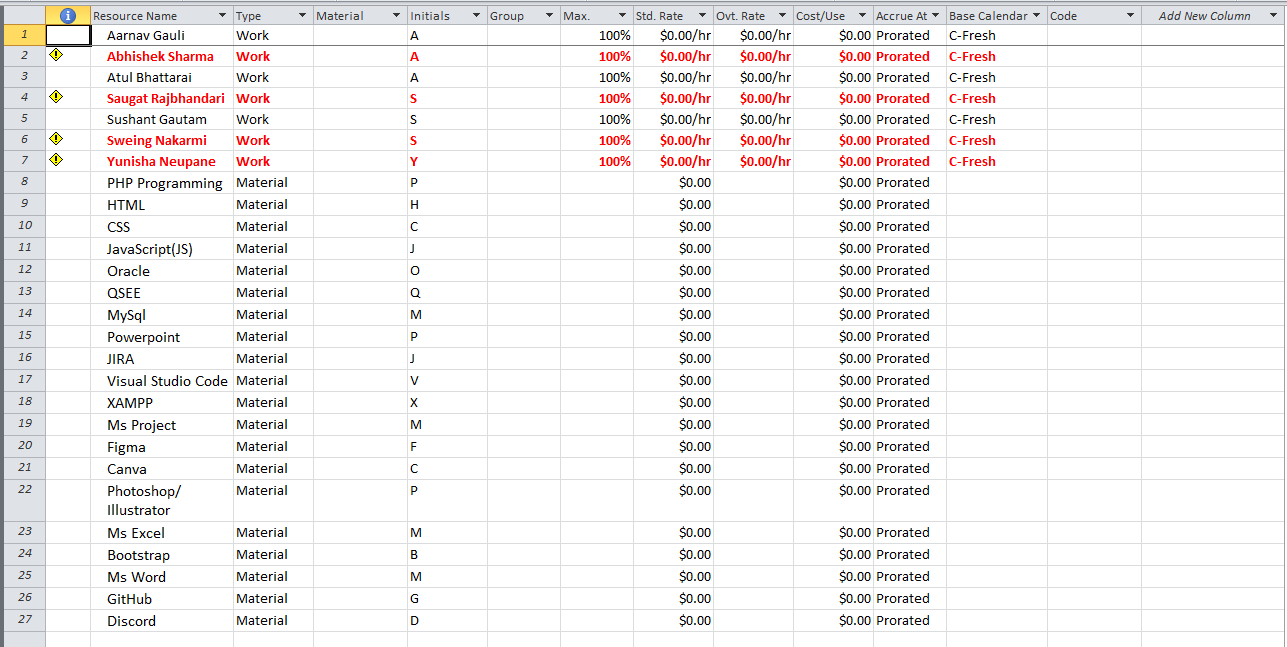 Resource Name Type Material Initials Group Max. Std. Rate Ovt. Rate Cost/Use Accrue At Base Calendar Code Add New Column
1 Aarnav Gauli Work A 100% $0.00/hr $0.00/hr $0.00 Prorated C-Fresh
2 Abhishek Sharma Work A 100% $0.00/hr $0.00/hr $0.00 Prorated C-Fresh
3 Atul Bhattarai Work A 100% $0.00/hr $0.00/hr $0.00 Prorated C-Fresh
4 Saugat Rajbhandari Work S 100% $0.00/hr $0.00/hr $0.00 Prorated C-Fresh
5 Sushant Gautam Work S 100% $0.00/hr $0.00/hr $0.00 Prorated C-Fresh
6 Sweing Nakarmi Work S 100% $0.00/hr $0.00/hr $0.00 Prorated C-Fresh
7 Yunisha Neupane Work Y 100% $0.00/hr $0.00/hr $0.00 Prorated C-Fresh
8 PHP Programming Material P $0.00 $0.00 Prorated
9 HTML Material H $0.00 $0.00 Prorated
10 CSS Material C $0.00 $0.00 Prorated
11 JavaScript(JS) Material J $0.00 $0.00 Prorated
12 Oracle Material O $0.00 $0.00 Prorated
13 QSEE Material Q $0.00 $0.00 Prorated
14 MySql Material M $0.00 $0.00 Prorated
15 Powerpoint Material P $0.00 $0.00 Prorated
16 JIRA Material J $0.00 $0.00 Prorated
17 Visual Studio Code Material V $0.00 $0.00 Prorated
18 XAMPP Material X $0.00 $0.00 Prorated
19 Ms Project Material M $0.00 $0.00 Prorated
20 Figma Material F $0.00 $0.00 Prorated
21 Canva Material C $0.00 $0.00 Prorated
22 Photoshop/ Material P $0.00 $0.00 Prorated
Illustrator
23 Ms Excel Material M $0.00 $0.00 Prorated
24 Bootstrap Material B $0.00 $0.00 Prorated
25 Ms Word Material M $0.00 $0.00 Prorated
26 GitHub Material G $0.00 $0.00 Prorated
27 Discord Material D $0.00 $0.00 Prorated